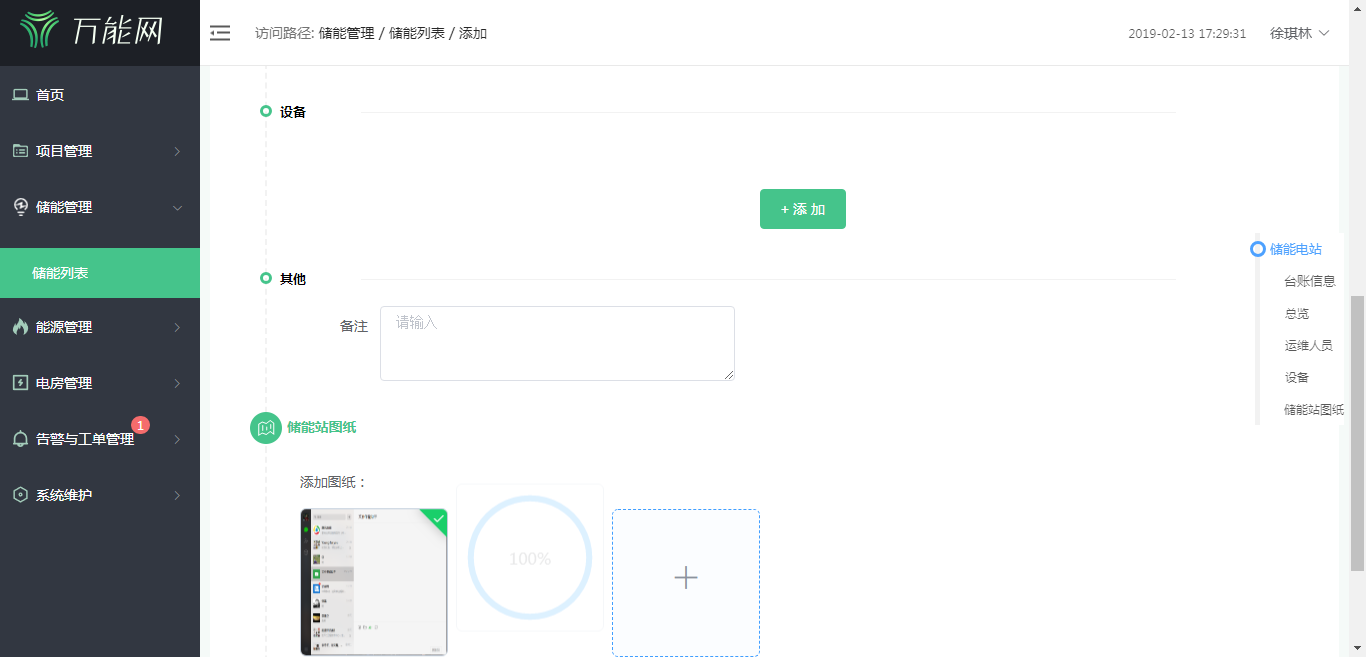 万能网
访问路径: 储能管理 / 储能列表 / 添加
2019-02-13 17:29:31
徐琪林
首页
项目管理
储能管理
储能列表
能源管理
电房管理
告警与工单管理
1
系统维护
设备
+ 添 加
其他
备注
请输入
储能站图纸
添加图纸：
100%
储能电站
台账信息
总览
运维人员
设备
储能站图纸